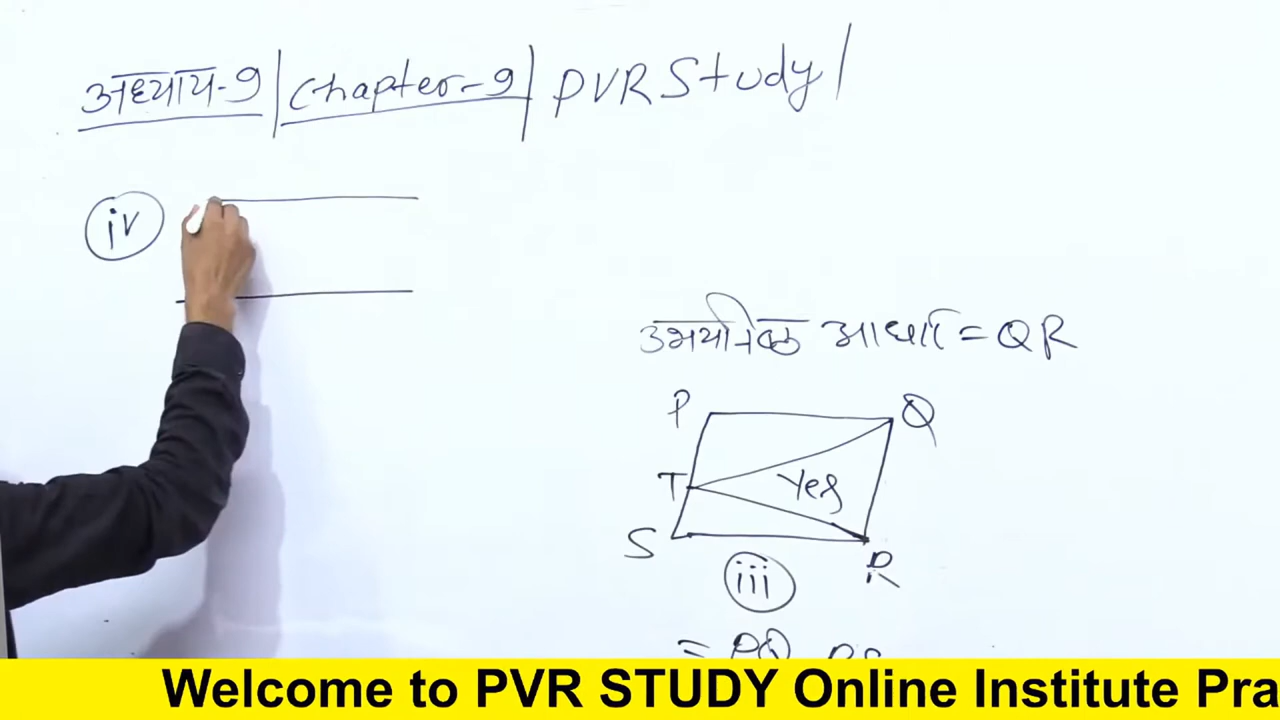 अध्याय-9 | Chapter-9 | PVR Study |
iv
उभयनिष्ठ आधार = QR
P Q
T Yes
S R
iii
= PQ
Welcome to PVR STUDY Online Institute Pra